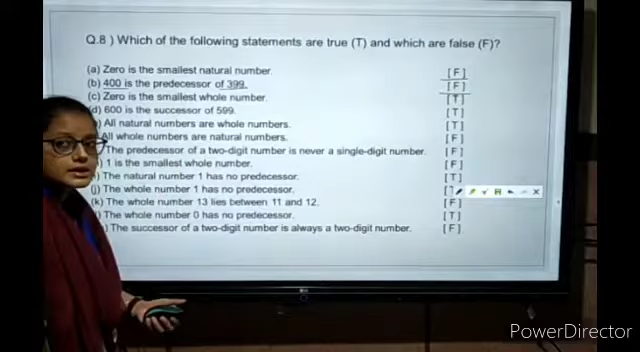 Q.8 ) Which of the following statements are true (T) and which are false (F)?
(a) Zero is the smallest natural number. [F]
(b) 400 is the predecessor of 399. [F]
(c) Zero is the smallest whole number. [T]
d) 600 is the successor of 599. [T]
) All natural numbers are whole numbers. [T]
All whole numbers are natural numbers. [F]
The predecessor of a two-digit number is never a single-digit number. [F]
) 1 is the smallest whole number. [F]
) The natural number 1 has no predecessor. [T]
(j) The whole number 1 has no predecessor. [
(k) The whole number 13 lies between 11 and 12. [F]
) The whole number 0 has no predecessor. [T]
) The successor of a two-digit number is always a two-digit number. [F]
PowerDirector